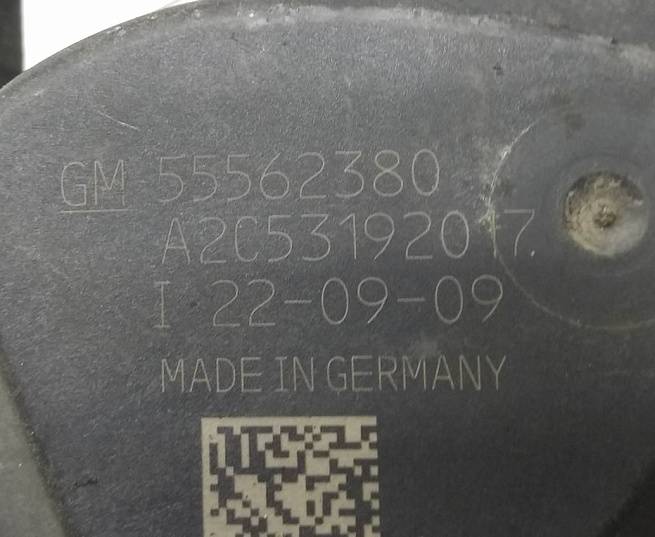 GM 55562380
A2C53192017.
I 22-09-09
MADE IN GERMANY